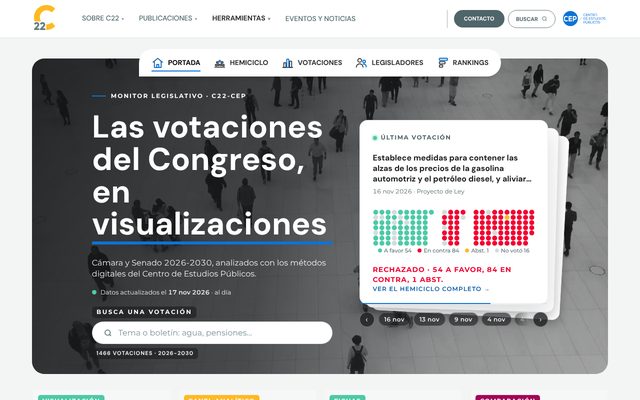 22
SOBRE C22
PUBLICACIONES
HERRAMIENTAS
EVENTOS Y NOTICIAS
CONTACTO
BUSCAR
CEP
CENTRO
DE ESTUDIOS
PÚBLICOS
PORTADA
HEMICICLO
VOTACIONES
LEGISLADORES
RANKINGS
MONITOR LEGISLATIVO · C22-CEP
Las votaciones
del Congreso,
en
visualizaciones
Cámara y Senado 2026-2030, analizados con los métodos
digitales del Centro de Estudios Públicos.
Datos actualizados el 17 nov 2026 · al día
BUSCA UNA VOTACIÓN
Tema o boletín: agua, pensiones...
1466 VOTACIONES · 2026–2030
ÚLTIMA VOTACIÓN
Establece medidas para contener las
alzas de los precios de la gasolina
automotriz y el petróleo diesel, y aliviar...
16 nov 2026 · Proyecto de Ley
A favor 54
En contra 84
Abst. 1
No votó 16
RECHAZADO · 54 A FAVOR, 84 EN
CONTRA, 1 ABST.
VER EL HEMICICLO COMPLETO →
16 nov
13 nov
9 nov
4 nov